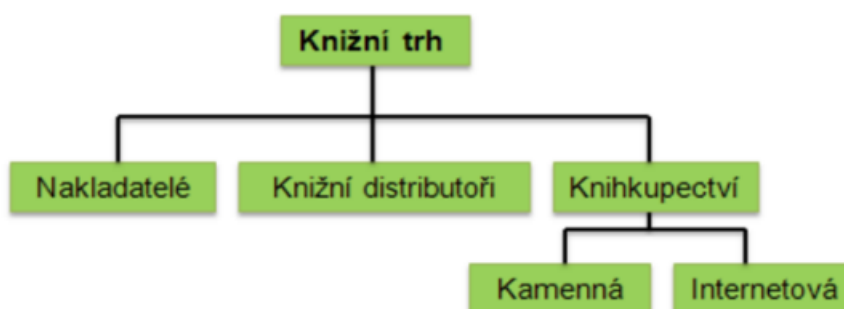 Knižní trh
Nakladatelé
Knižní distributoři
Knihkupectví
Kamenná
Internetová